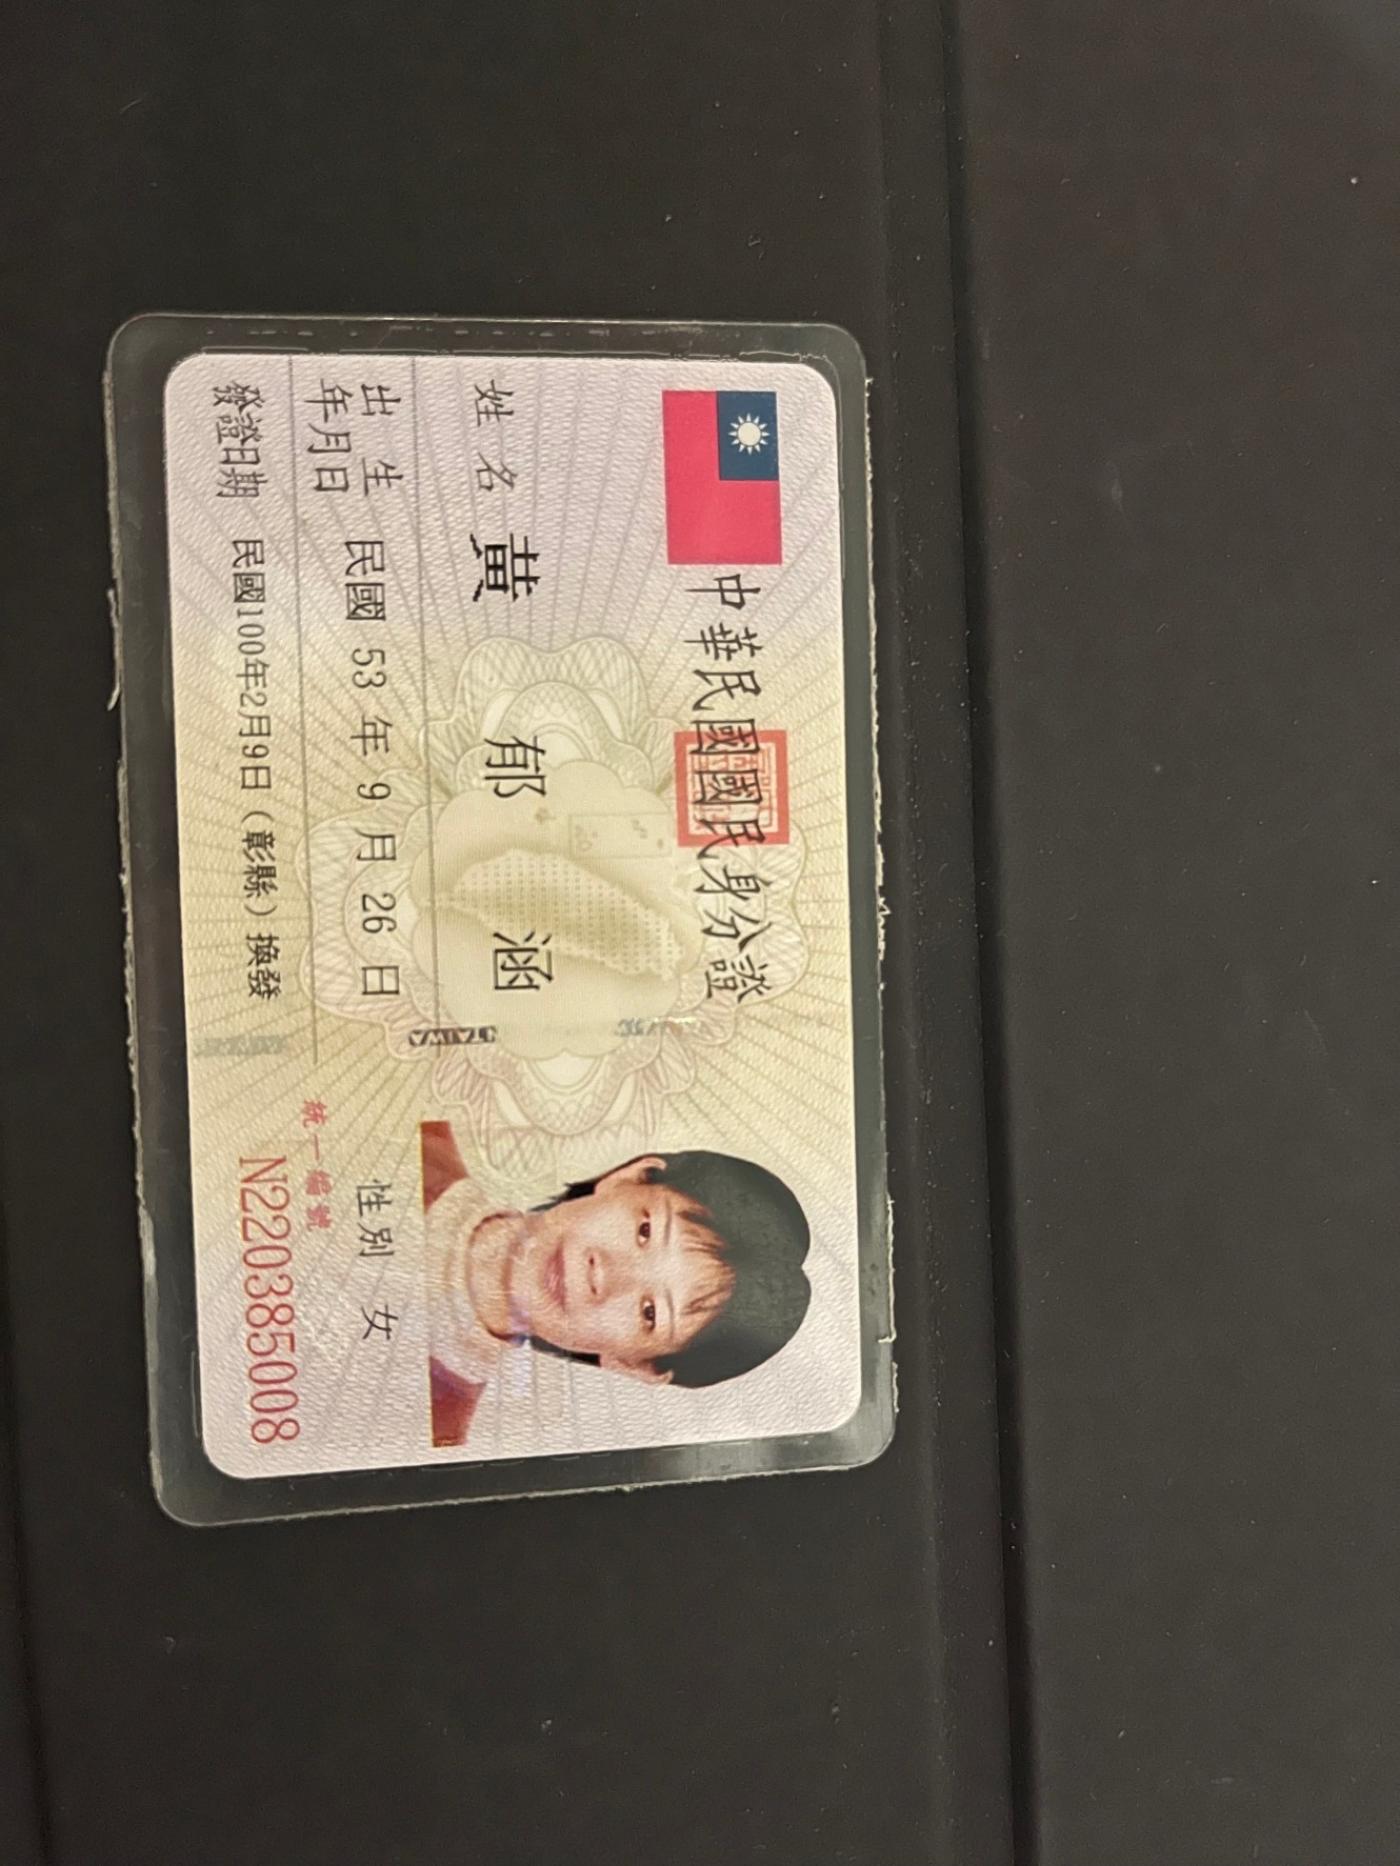 中華民國國民身分證
姓名 黃郁涵
出生年月日 民國 53 年 9 月 26 日
性別 女
發證日期 民國100年2月9日（彰縣）換發
統一編號
N220385008
TAIWA